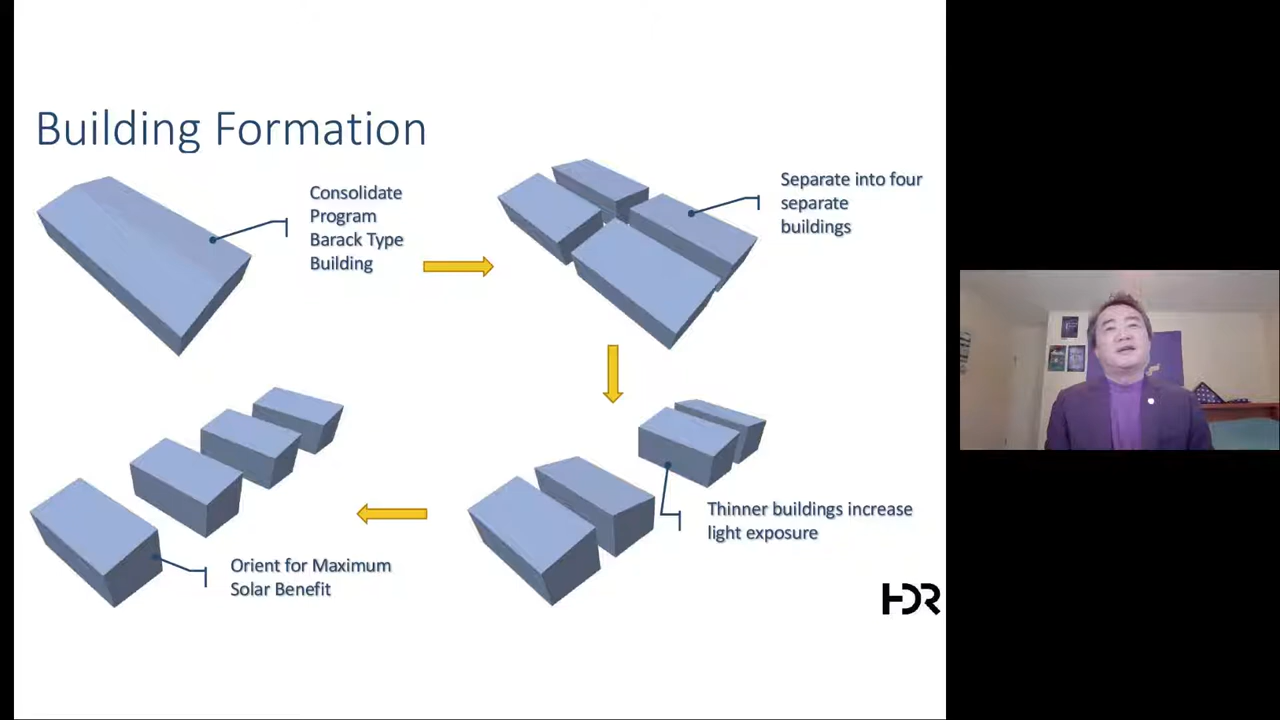 Building Formation
Consolidate
Program
Barack Type
Building
Separate into four
separate
buildings
Thinner buildings increase
light exposure
Orient for Maximum
Solar Benefit
HDR